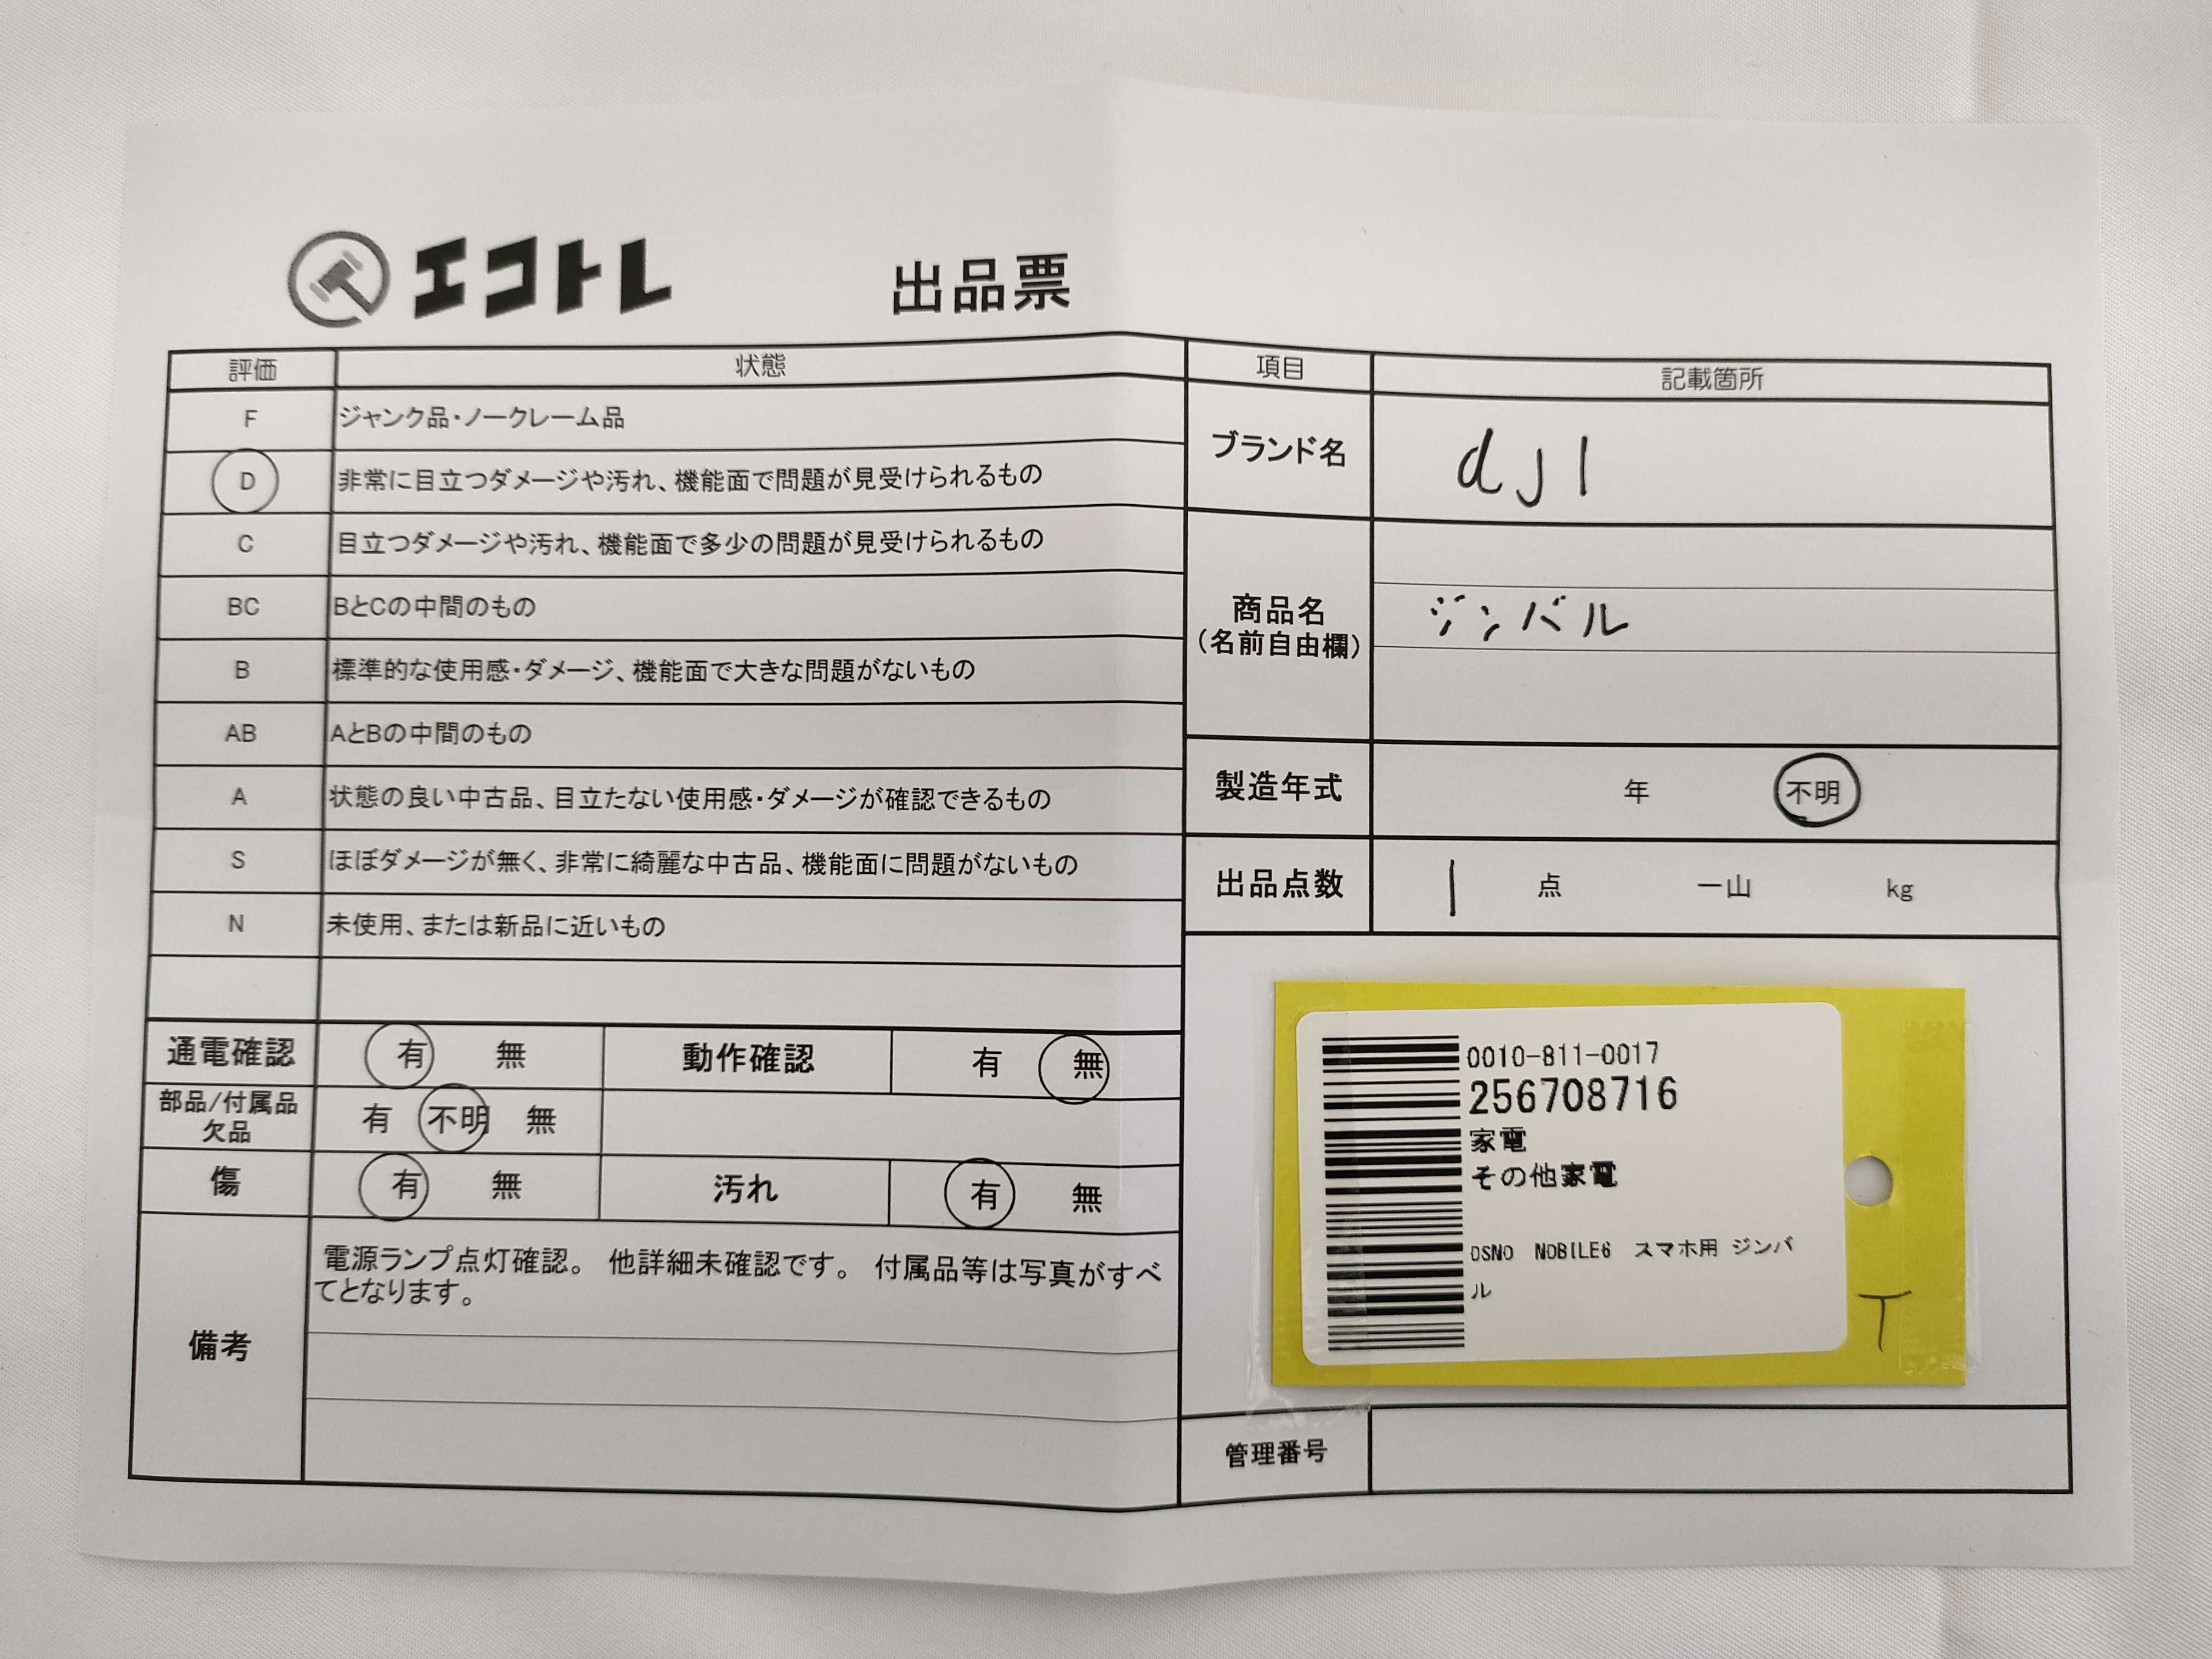 エコトレ
出品票
評価 状態
F ジャンク品・ノークレーム品
D 非常に目立つダメージや汚れ、機能面で問題が見受けられるもの
C 目立つダメージや汚れ、機能面で多少の問題が見受けられるもの
BC BとCの中間のもの
B 標準的な使用感・ダメージ、機能面で大きな問題がないもの
AB AとBの中間のもの
A 状態の良い中古品、目立たない使用感・ダメージが確認できるもの
S ほぼダメージが無く、非常に綺麗な中古品、機能面に問題がないもの
N 未使用、または新品に近いもの
通電確認 有 無 動作確認 有 無
部品/付属品
欠品 有 不明 無
傷 有 無 汚れ 有 無
備考
電源ランプ点灯確認。 他詳細未確認です。 付属品等は写真がすべ
てとなります。
項目 記載箇所
ブランド名 dJI
商品名
(名前自由欄)
ジンバル
製造年式 年 不明
出品点数 1 点 一山 kg
0010-811-0017
256708716
家電
その他家電
OSNO NOBILE6 スマホ用 ジンバ
ル
T
管理番号